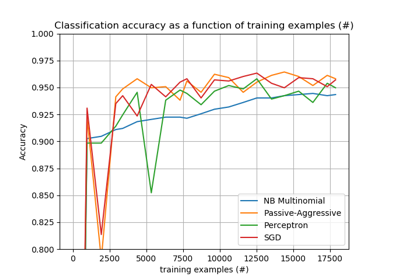 Classification accuracy as a function of training examples (#)
1.000
0.975
0.950
0.925
0.900
0.875
0.850
0.825
0.800
Accuracy
NB Multinomial
Passive-Aggressive
Perceptron
SGD
0 2500 5000 7500 10000 12500 15000 17500
training examples (#)